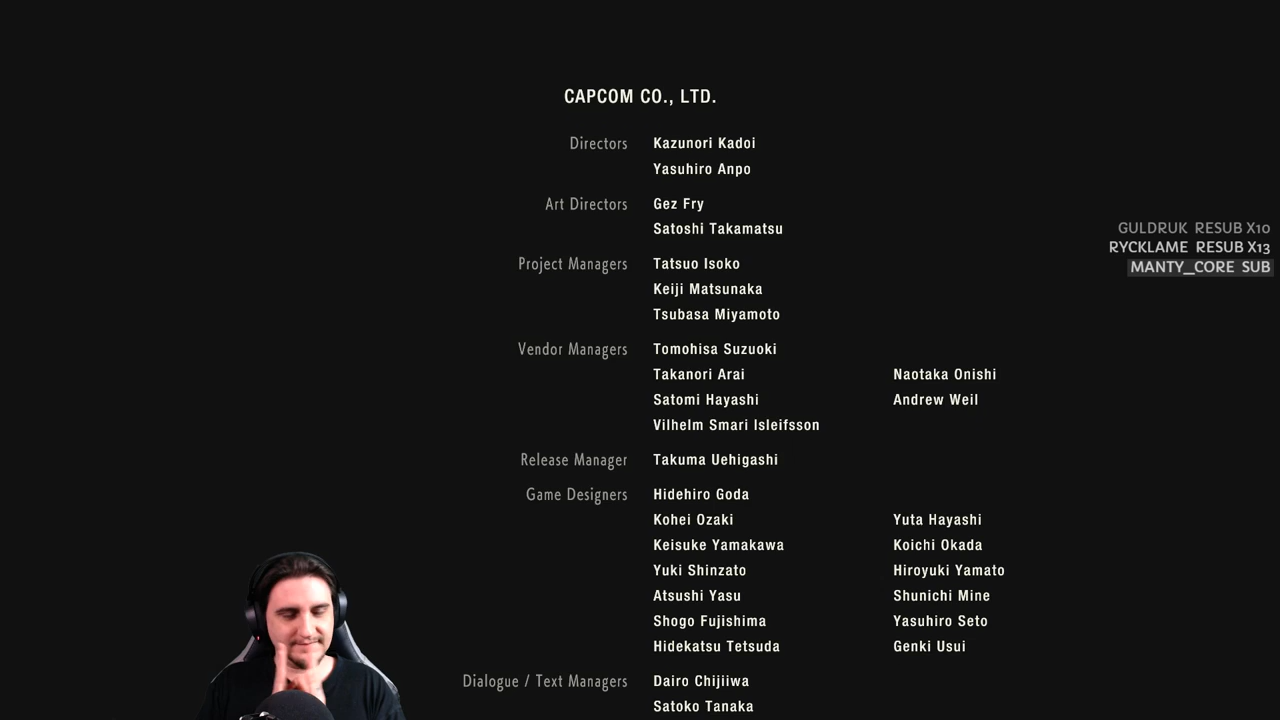 CAPCOM CO., LTD.
Directors Kazunori Kadoi
Yasuhiro Anpo
Art Directors Gez Fry
Satoshi Takamatsu
GULDRUK RESUB X10
RYCKLAME RESUB X13
MANTY_CORE SUB
Project Managers Tatsuo Isoko
Keiji Matsunaka
Tsubasa Miyamoto
Vendor Managers Tomohisa Suzuoki
Takanori Arai Naotaka Onishi
Satomi Hayashi Andrew Weil
Vilhelm Smari Isleifsson
Release Manager Takuma Uehigashi
Game Designers Hidehiro Goda
Kohei Ozaki Yuta Hayashi
Keisuke Yamakawa Koichi Okada
Yuki Shinzato Hiroyuki Yamato
Atsushi Yasu Shunichi Mine
Shogo Fujishima Yasuhiro Seto
Hidekatsu Tetsuda Genki Usui
Dialogue / Text Managers Dairo Chijiiwa
Satoko Tanaka